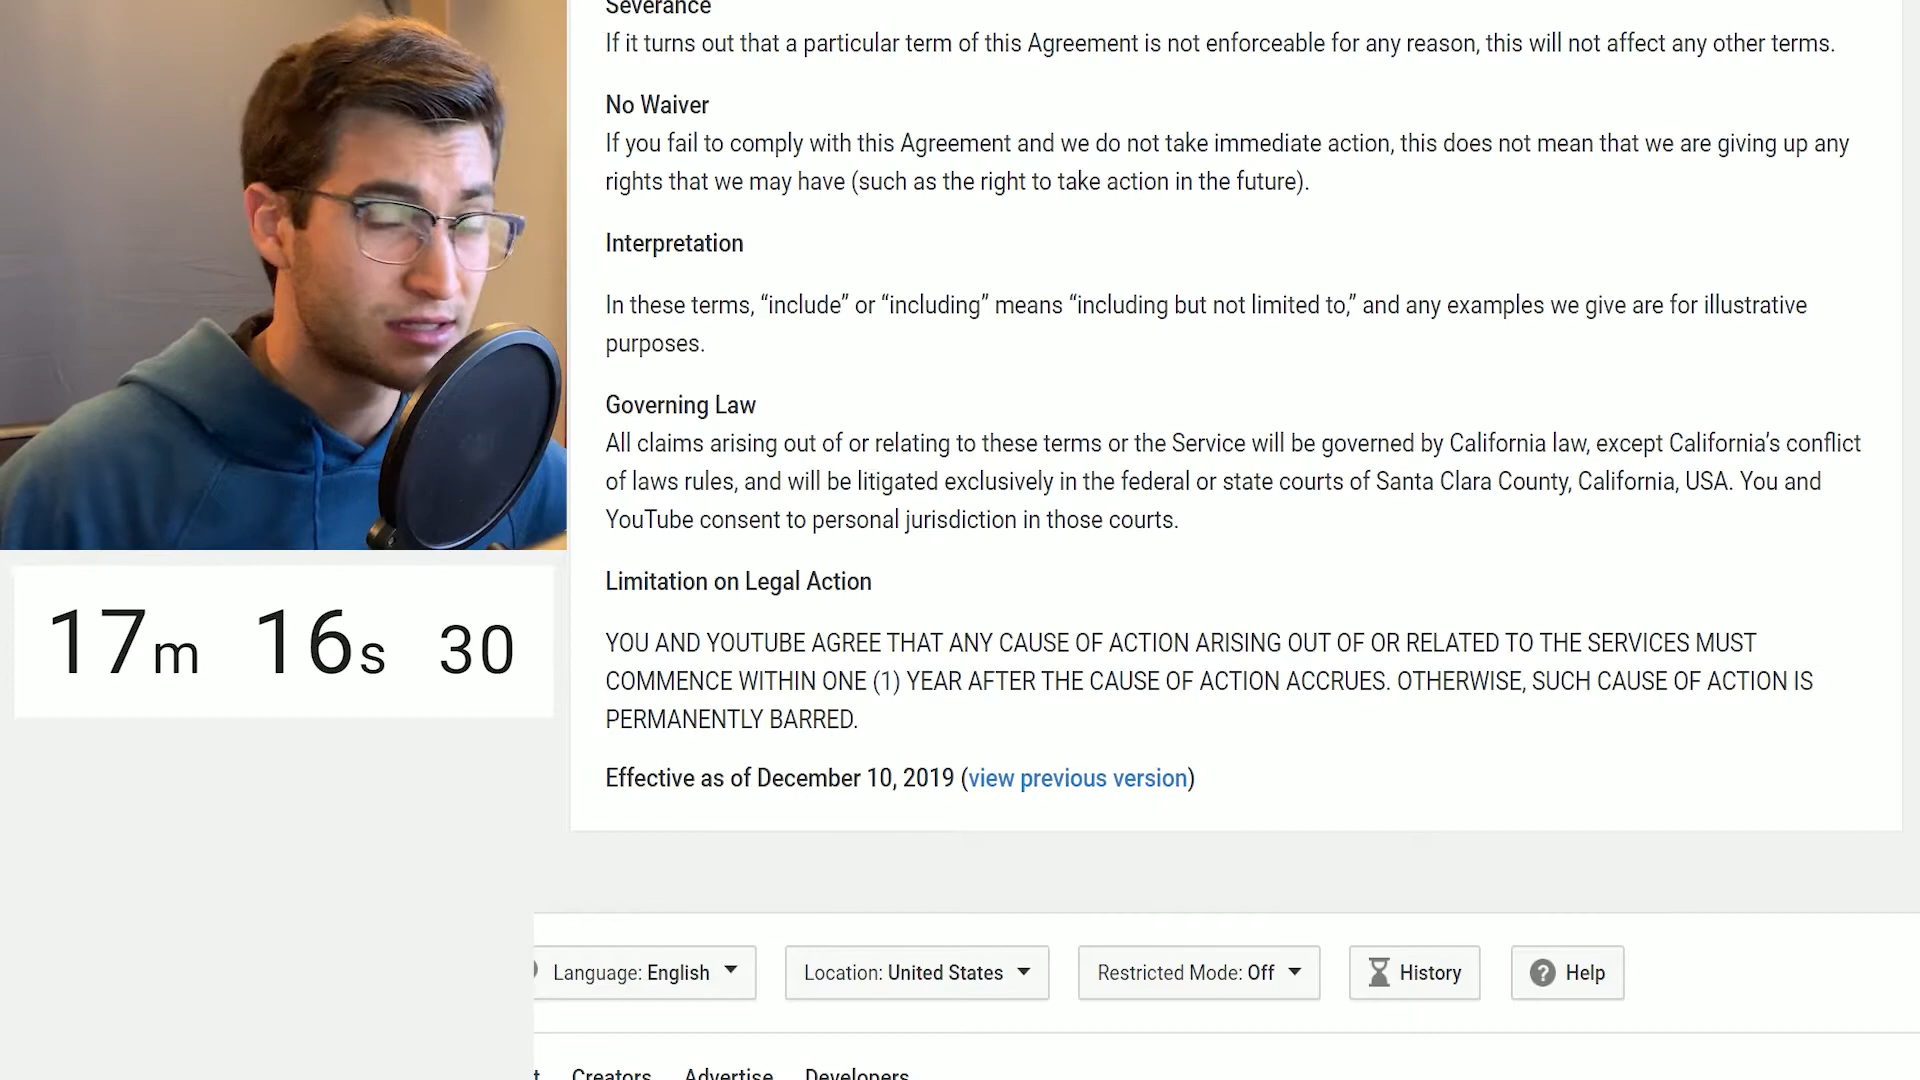 Severance
If it turns out that a particular term of this Agreement is not enforceable for any reason, this will not affect any other terms.
No Waiver
If you fail to comply with this Agreement and we do not take immediate action, this does not mean that we are giving up any
rights that we may have (such as the right to take action in the future).
Interpretation
In these terms, “include” or “including” means “including but not limited to,” and any examples we give are for illustrative
purposes.
Governing Law
All claims arising out of or relating to these terms or the Service will be governed by California law, except California’s conflict
of laws rules, and will be litigated exclusively in the federal or state courts of Santa Clara County, California, USA. You and
YouTube consent to personal jurisdiction in those courts.
Limitation on Legal Action
YOU AND YOUTUBE AGREE THAT ANY CAUSE OF ACTION ARISING OUT OF OR RELATED TO THE SERVICES MUST
COMMENCE WITHIN ONE (1) YEAR AFTER THE CAUSE OF ACTION ACCRUES. OTHERWISE, SUCH CAUSE OF ACTION IS
PERMANENTLY BARRED.
Effective as of December 10, 2019 (view previous version)
17m 16s 30
Language: English Location: United States Restricted Mode: Off History ? Help
Creators Advertise Developers